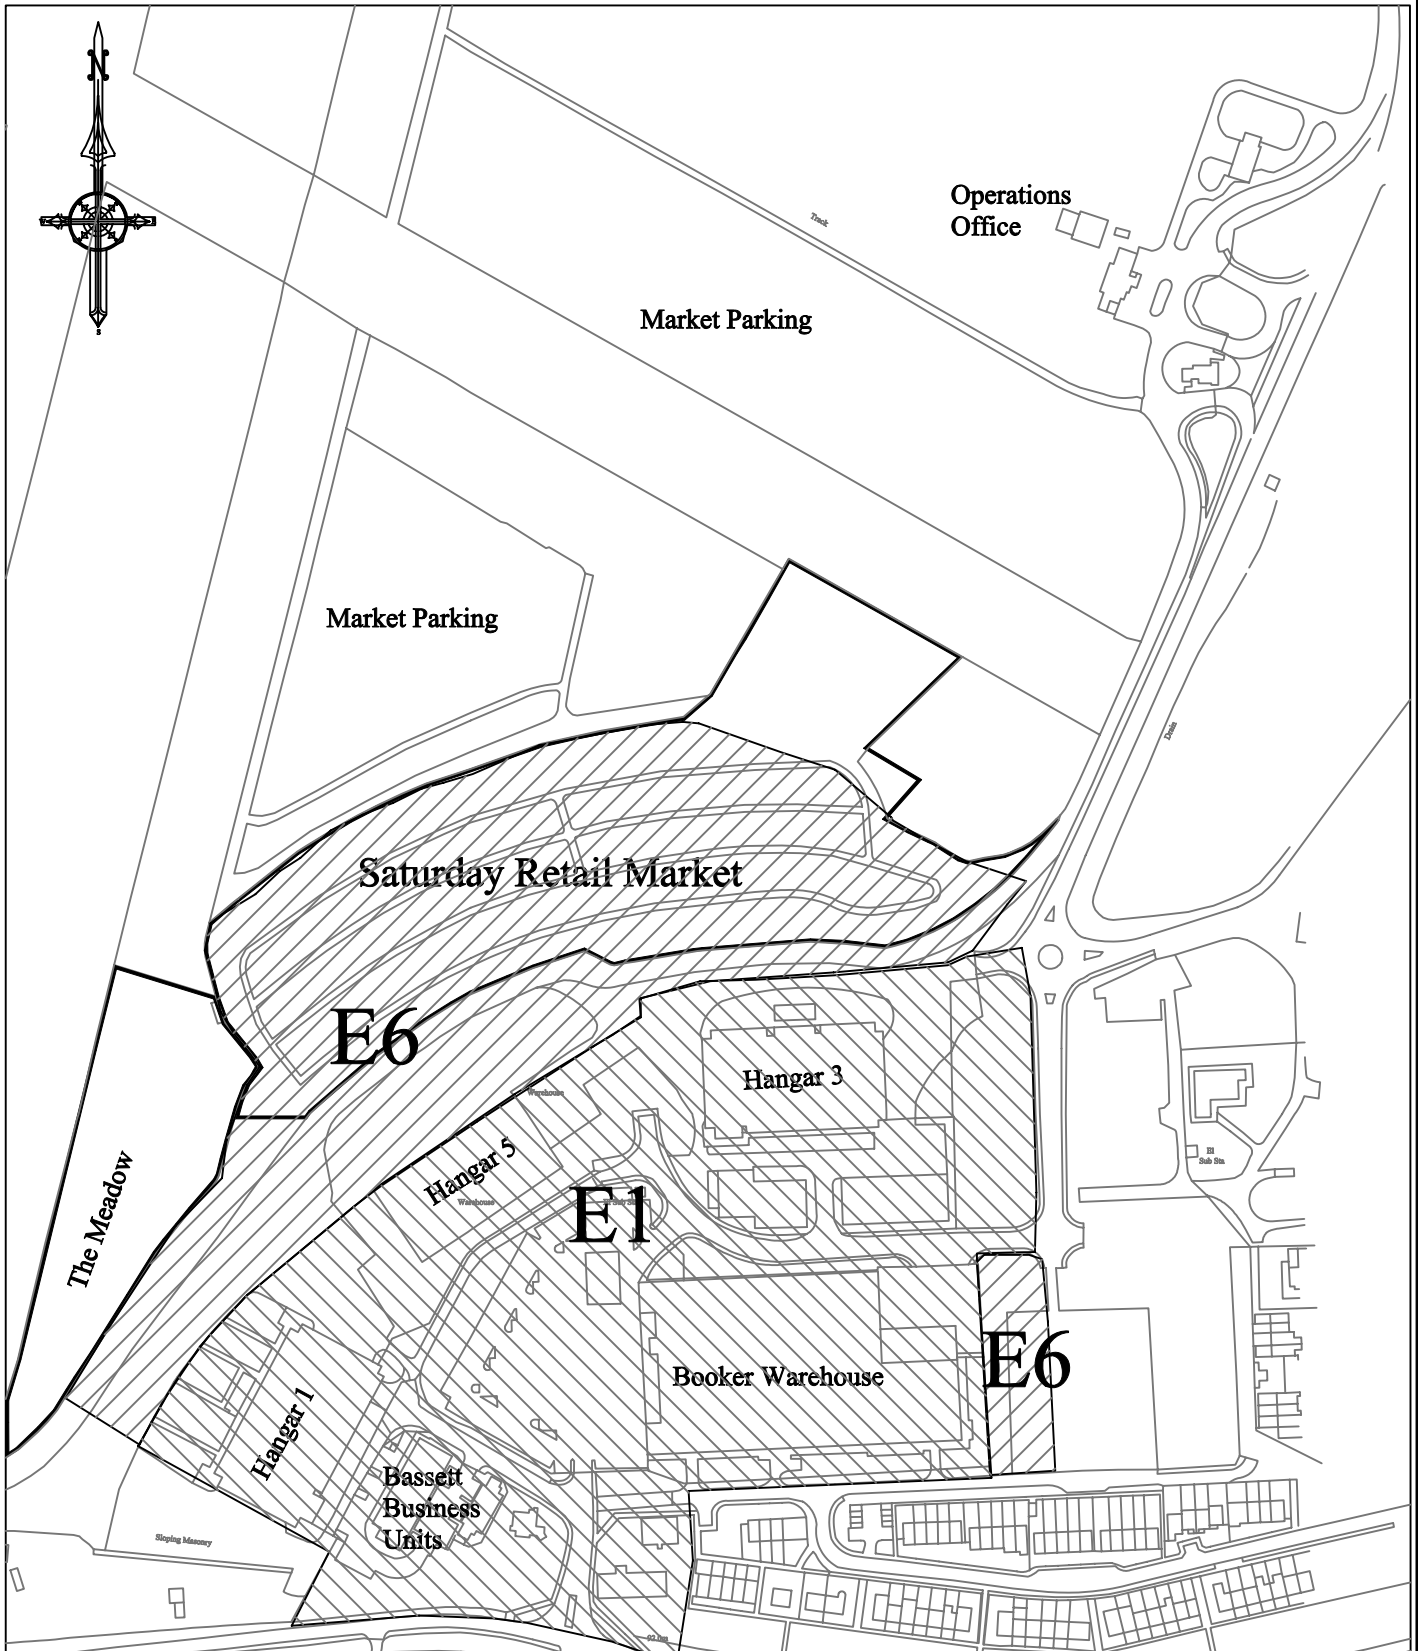 N
Operations
Office
Track
Market Parking
Market Parking
Drain
Saturday Retail Market
E6
Hangar 3
Warehouse
Hangar 5
Warehouse
E1
El
Sub Sta
The Meadow
E6
Booker Warehouse
Hangar 1
Bassett
Business
Units
Sloping Masonry
S